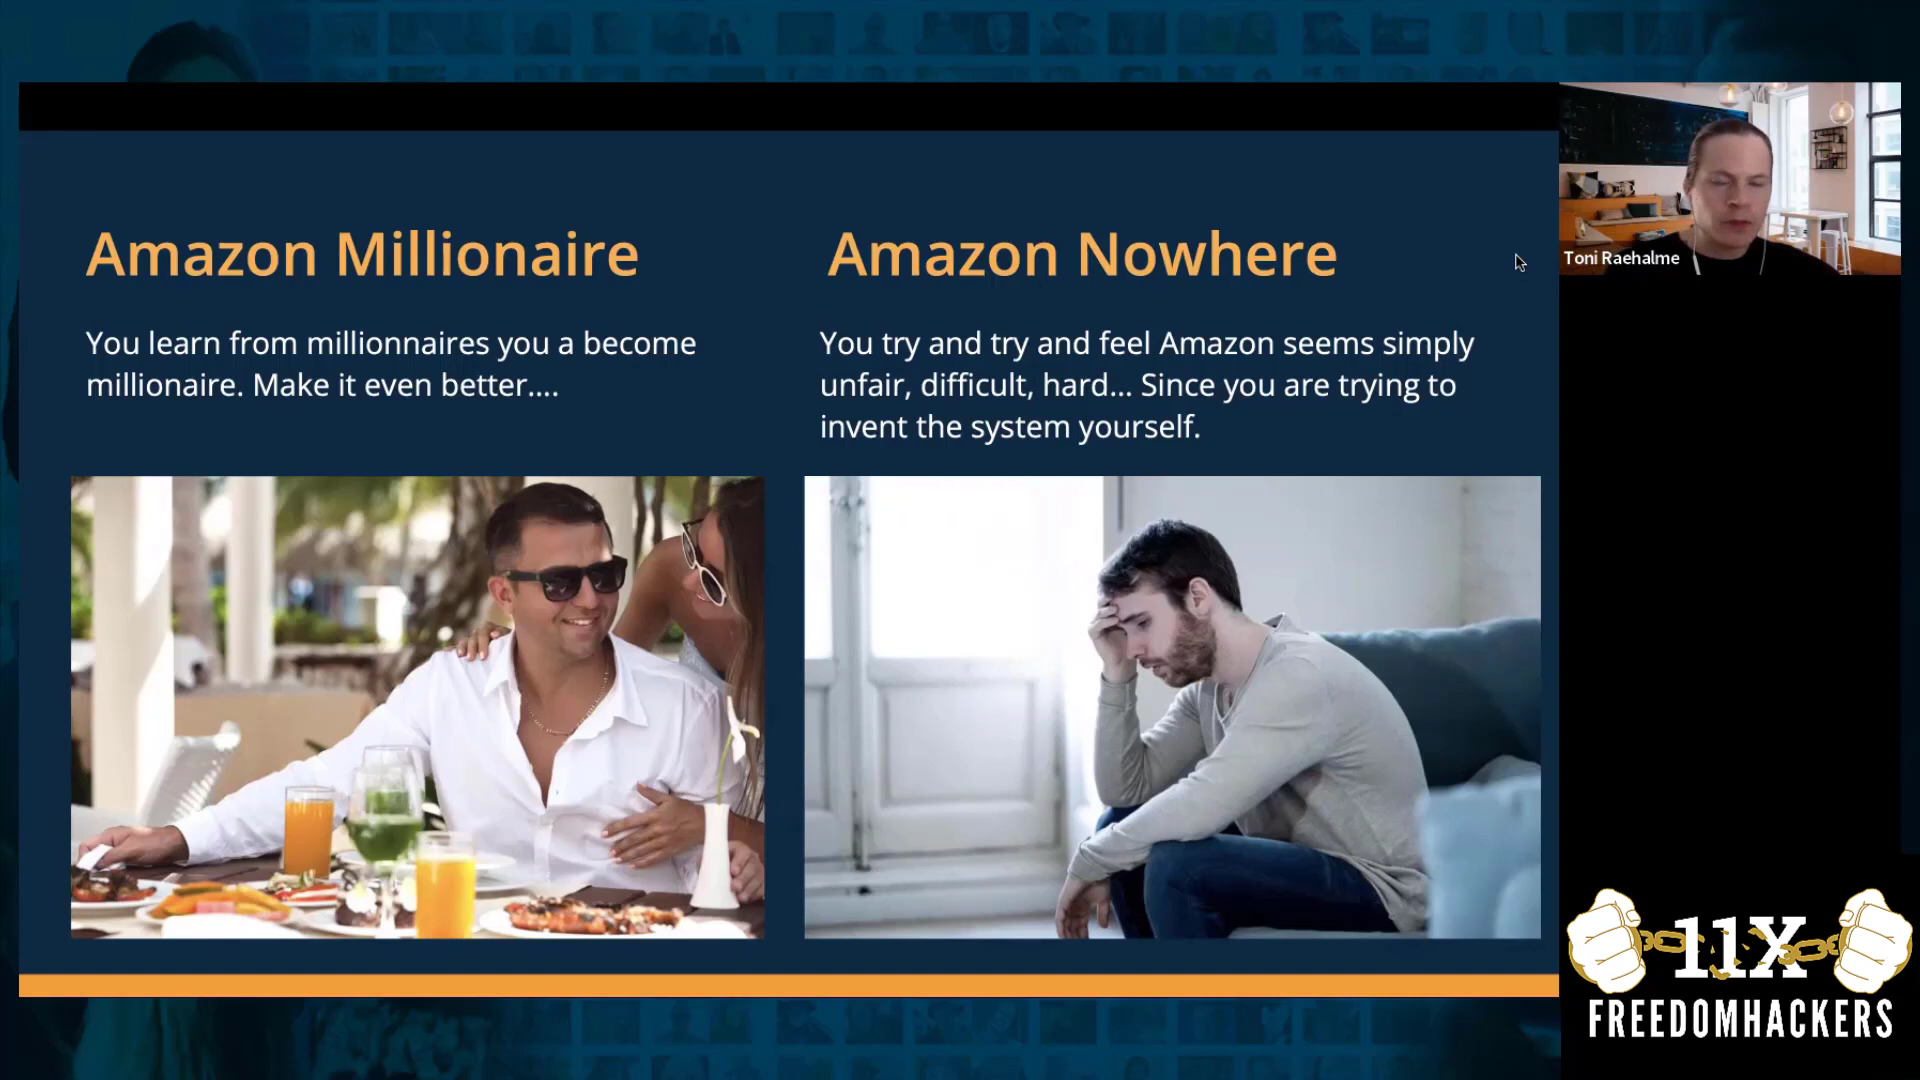 Amazon Millionaire
You learn from millionnaires you a become
millionaire. Make it even better....
Amazon Nowhere
You try and try and feel Amazon seems simply
unfair, difficult, hard... Since you are trying to
invent the system yourself.
Toni Raehalme
11X
FREEDOMHACKERS